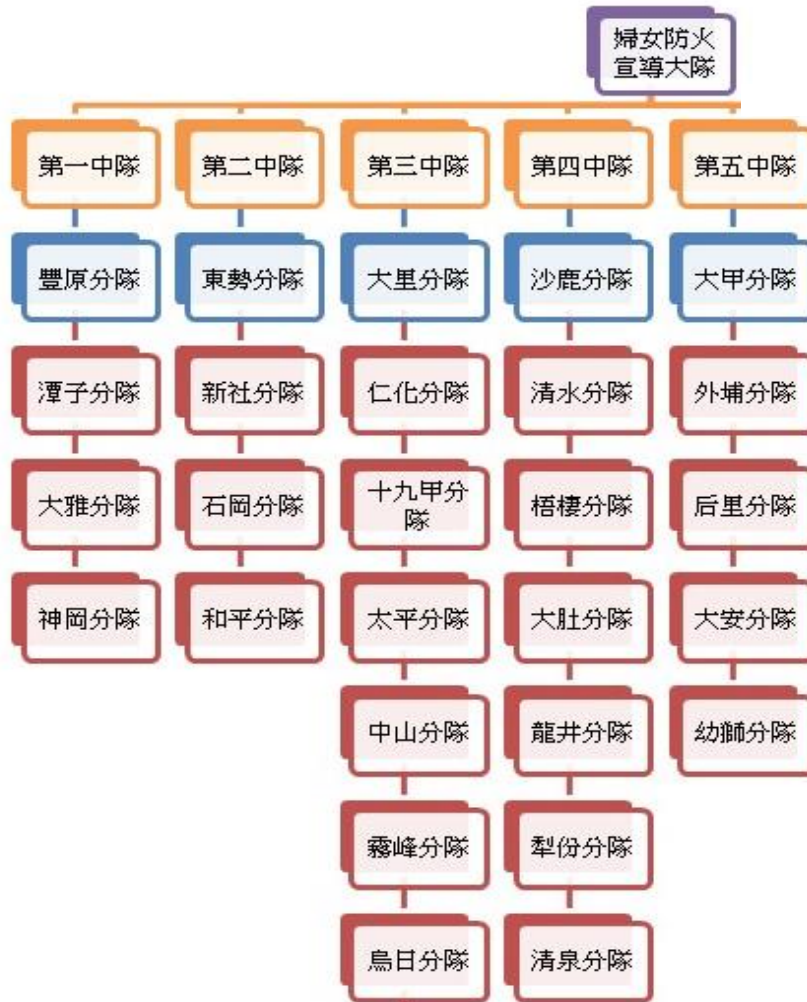 婦女防火
宣導大隊
第一中隊
第二中隊
第三中隊
第四中隊
第五中隊
豐原分隊
東勢分隊
大里分隊
沙鹿分隊
大甲分隊
潭子分隊
新社分隊
仁化分隊
清水分隊
外埔分隊
大雅分隊
石岡分隊
十九甲分
隊
梧棲分隊
后里分隊
神岡分隊
和平分隊
太平分隊
大肚分隊
大安分隊
中山分隊
龍井分隊
幼獅分隊
霧峰分隊
犁份分隊
烏日分隊
清泉分隊